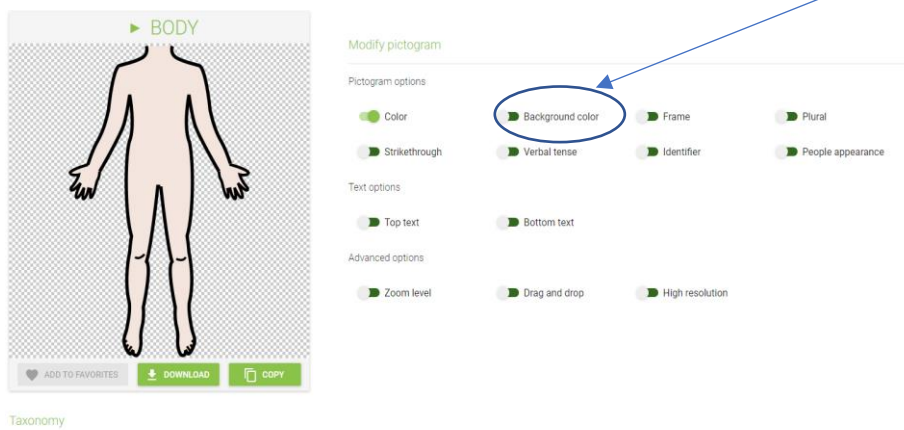 BODY
Modify pictogram
Pictogram options
Color Background color Frame Plural
Strikethrough Verbal tense Identifier People appearance
Text options
Top text Bottom text
Advanced options
Zoom level Drag and drop High resolution
ADD TO FAVORITES DOWNLOAD COPY
Taxonomy